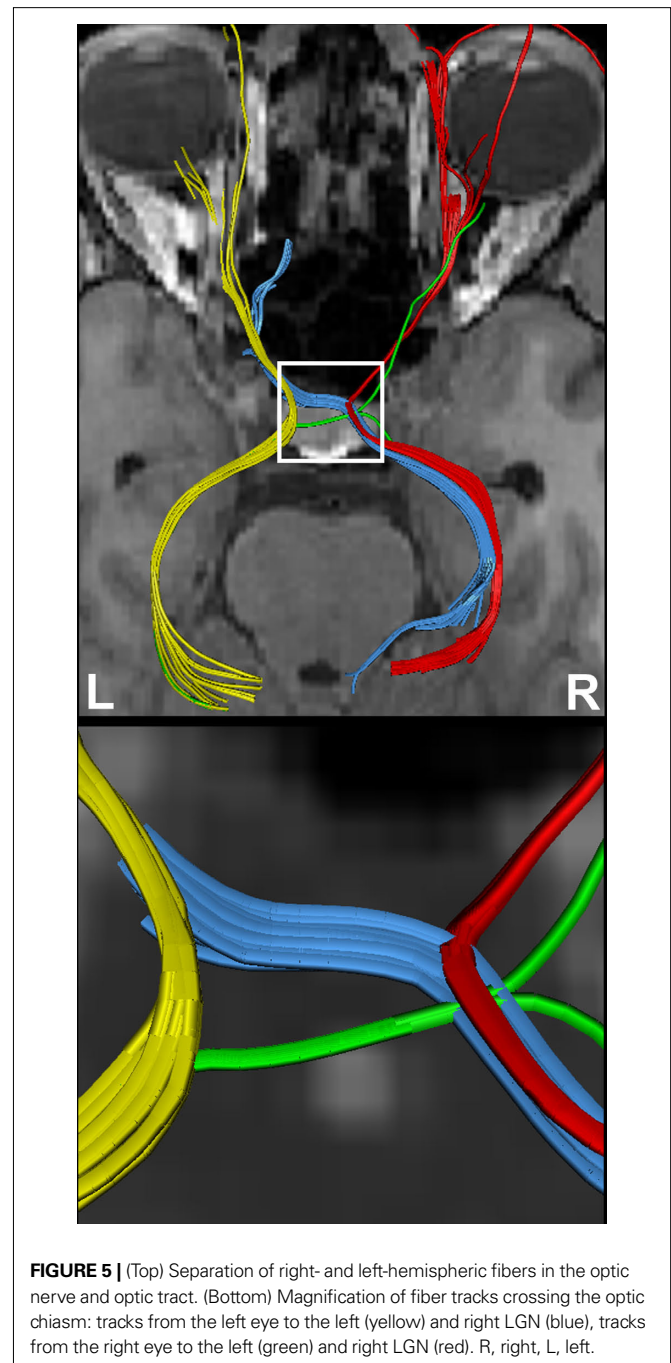 L R
FIGURE 5 | (Top) Separation of right- and left-hemispheric fibers in the optic
nerve and optic tract. (Bottom) Magnification of fiber tracks crossing the optic
chiasm: tracks from the left eye to the left (yellow) and right LGN (blue), tracks
from the right eye to the left (green) and right LGN (red). R, right, L, left.